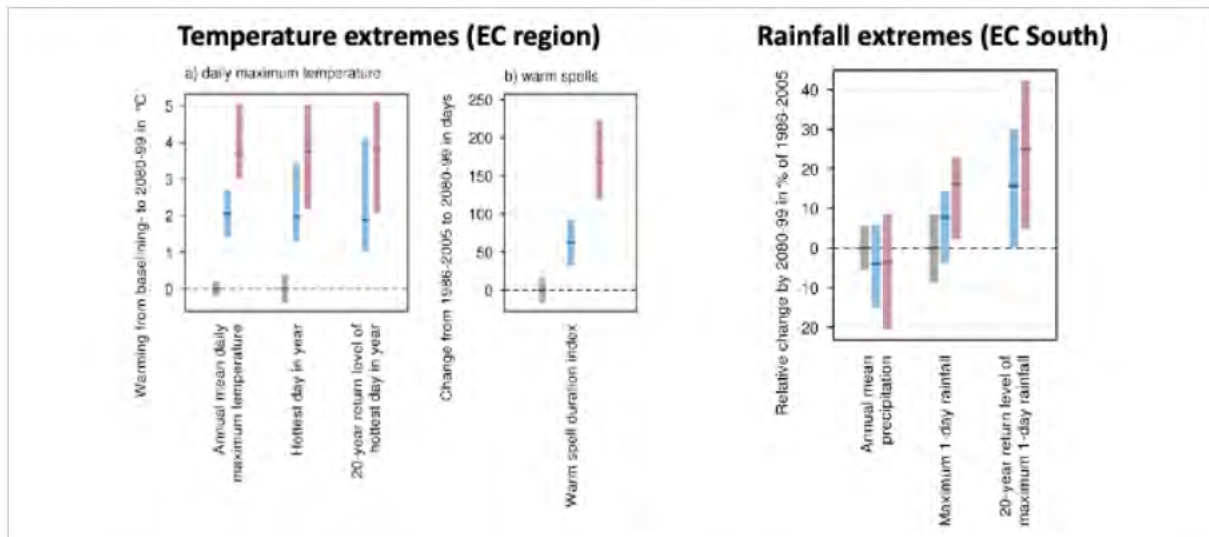 Temperature extremes (EC region)
a) daily maximum temperature
Warming from baselining- to 2080-99 in °C
5
4
3
2
1
0
Annual mean daily
maximum temperature
Hottest day in year
20-year return level of
hottest day in year
b) warm spells
Change from 1986-2005 to 2080-99 in days
250
200
150
100
50
0
Warm spell duration index
Rainfall extremes (EC South)
Relative change by 2080-99 in % of 1986-2005
40
30
20
10
0
-10
-20
Annual mean
precipitation
Maximum 1-day rainfall
20-year return level of
maximum 1-day rainfall